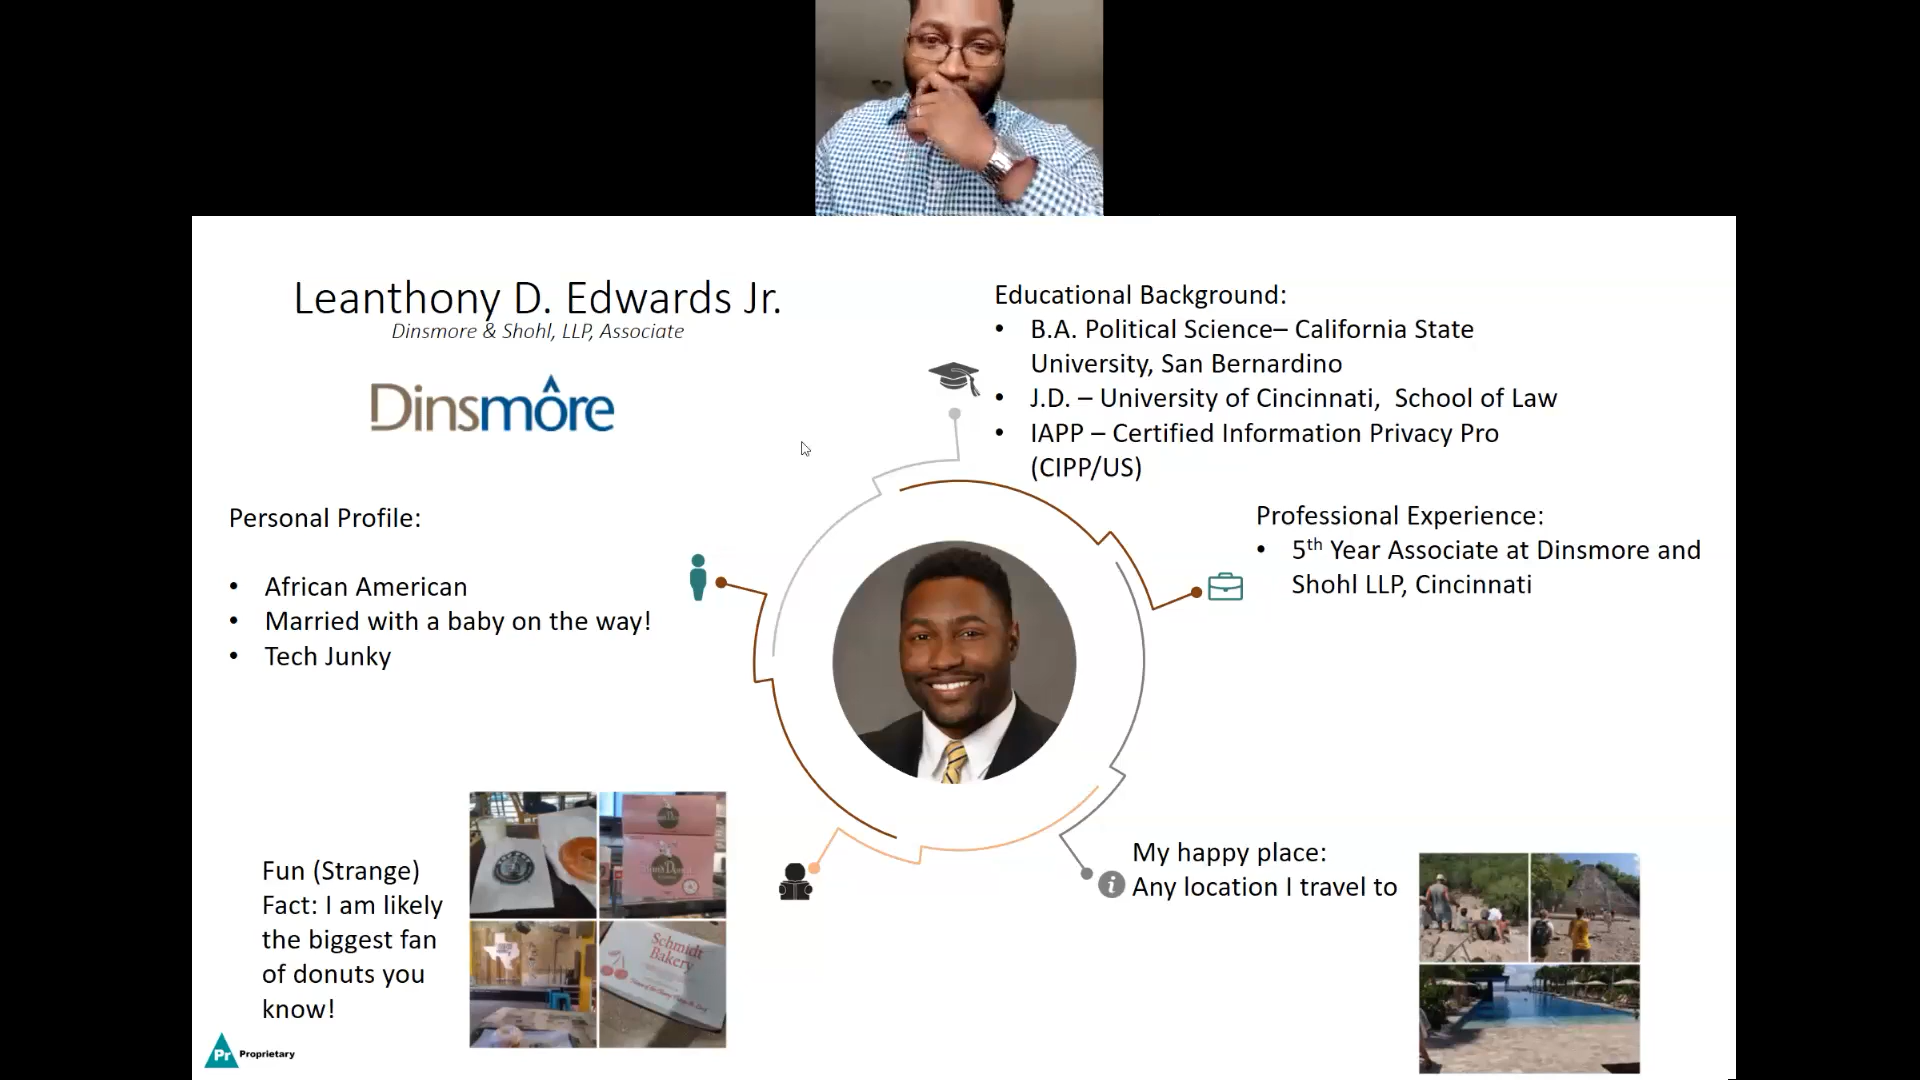 Leanthony D. Edwards Jr.
Dinsmore & Shohl, LLP, Associate
Dinsmôre
Educational Background:
• B.A. Political Science– California State
University, San Bernardino
• J.D. – University of Cincinnati, School of Law
• IAPP – Certified Information Privacy Pro
(CIPP/US)
Personal Profile:
• African American
• Married with a baby on the way!
• Tech Junky
Professional Experience:
• 5th Year Associate at Dinsmore and
Shohl LLP, Cincinnati
My happy place:
i Any location I travel to
Fun (Strange)
Fact: I am likely
the biggest fan
of donuts you
know!
Schmidt
Bakery
Pr Proprietary